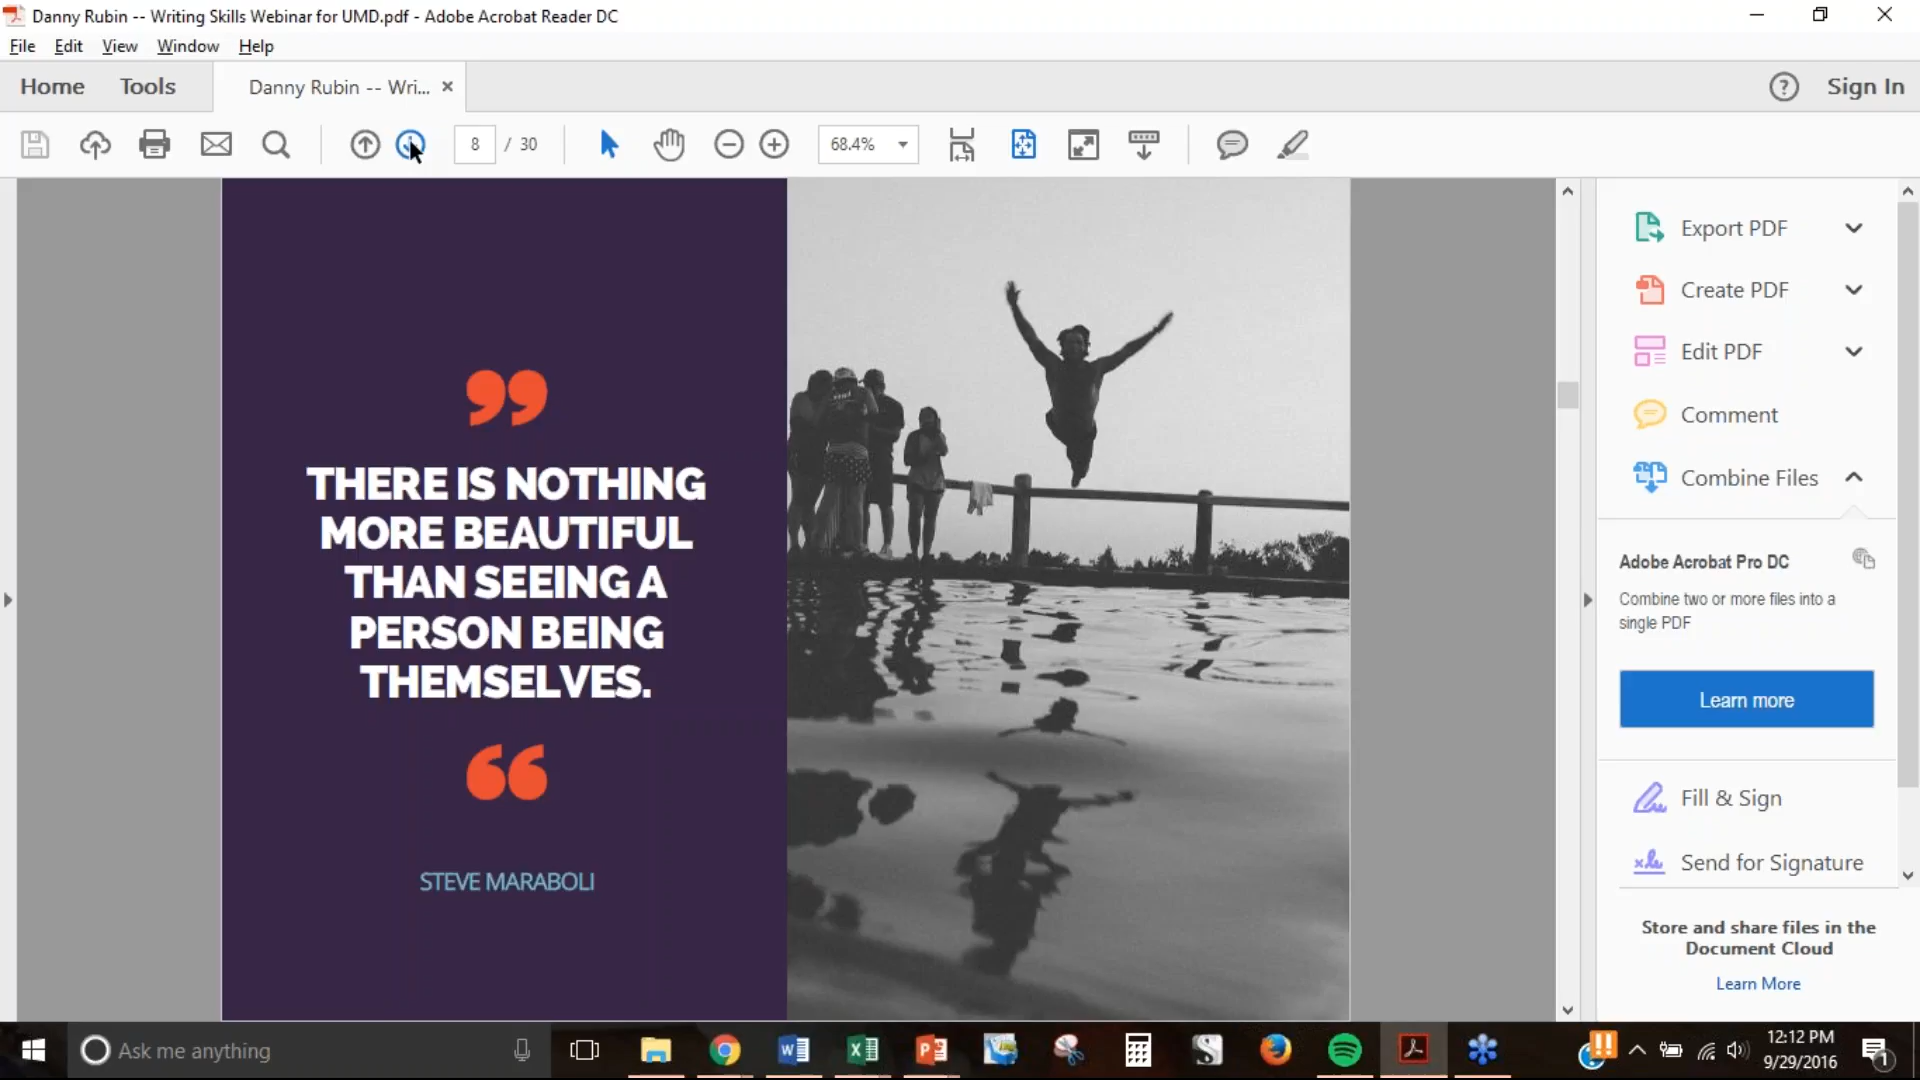 Danny Rubin -- Writing Skills Webinar for UMD.pdf - Adobe Acrobat Reader DC
File Edit View Window Help
Home Tools Danny Rubin -- Wri... Sign In
8 / 30 68.4%
Export PDF
Create PDF
Edit PDF
Comment
Combine Files
Adobe Acrobat Pro DC
Combine two or more files into a
single PDF
Learn more
Fill & Sign
Send for Signature
Store and share files in the
Document Cloud
Learn More
”
THERE IS NOTHING
MORE BEAUTIFUL
THAN SEEING A
PERSON BEING
THEMSELVES.
“
STEVE MARABOLI
Ask me anything
12:12 PM
9/29/2016
1